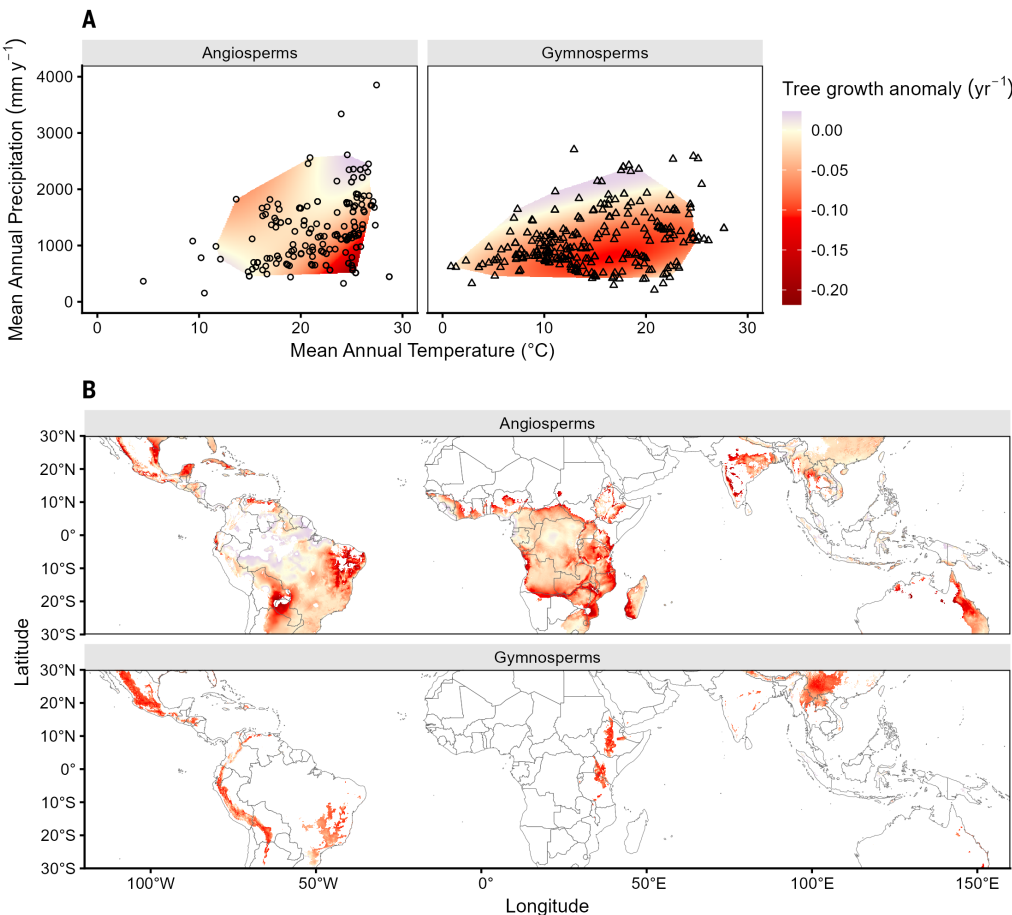 A
Angiosperms
Gymnosperms
Mean Annual Precipitation (mm y⁻¹)
4000
3000
2000
1000
0
0 10 20 30
0 10 20 30
Mean Annual Temperature (°C)
Tree growth anomaly (yr⁻¹)
0.00
-0.05
-0.10
-0.15
-0.20
B
Angiosperms
30°N
20°N
10°N
0°
10°S
20°S
30°S
Latitude
Gymnosperms
30°N
20°N
10°N
0°
10°S
20°S
30°S
100°W 50°W 0° 50°E 100°E 150°E
Longitude